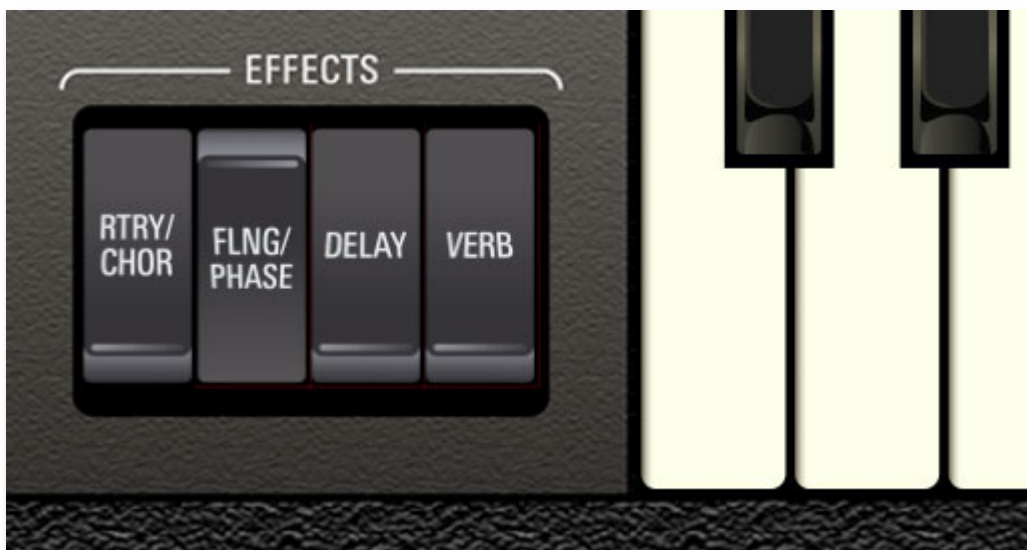 EFFECTS
RTRY/
CHOR
FLNG/
PHASE
DELAY
VERB